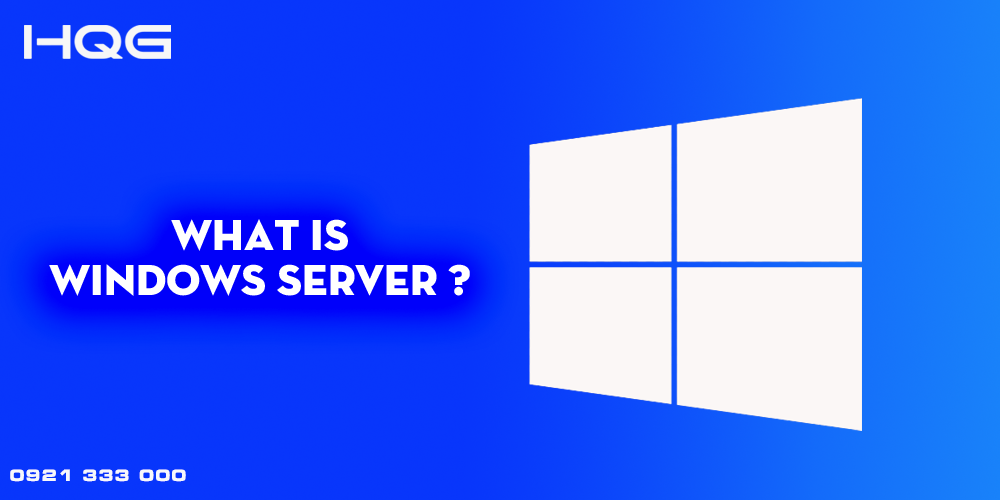 HQG
WHAT IS
WINDOWS SERVER ?
0921 333 000